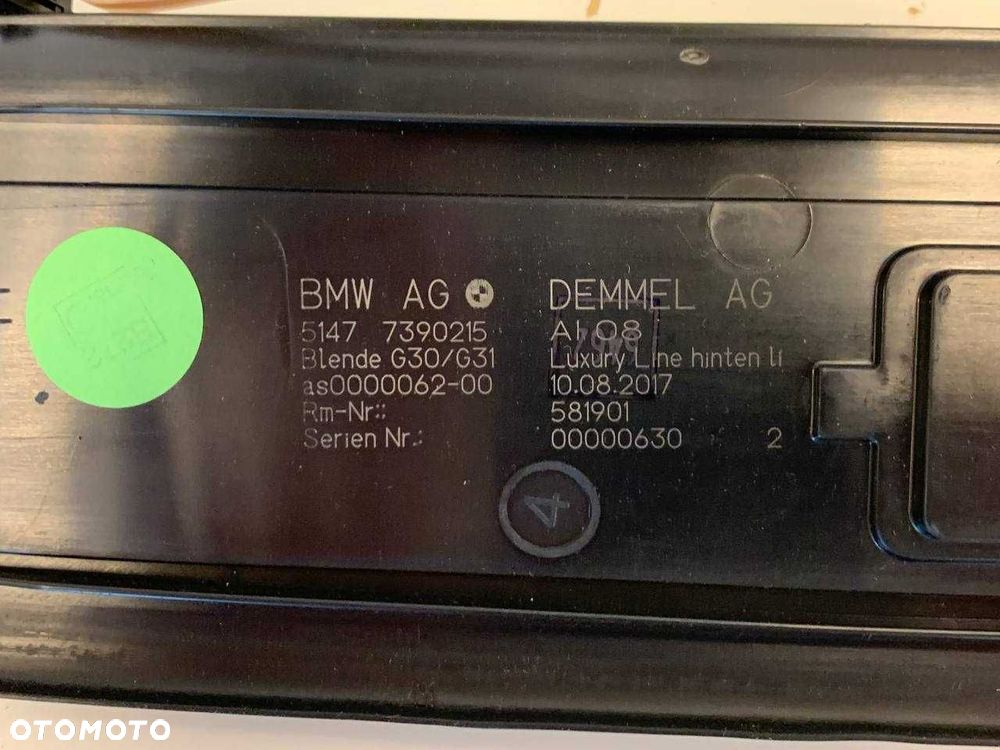 BMW AG DEMMEL AG
5147 7390215 AI 08
Blende G30/G31 Luxury Line hinten li
as0000062-00 10.08.2017
Rm-Nr.: 581901
Serien Nr.: 00000630 2
4
OTOMOTO